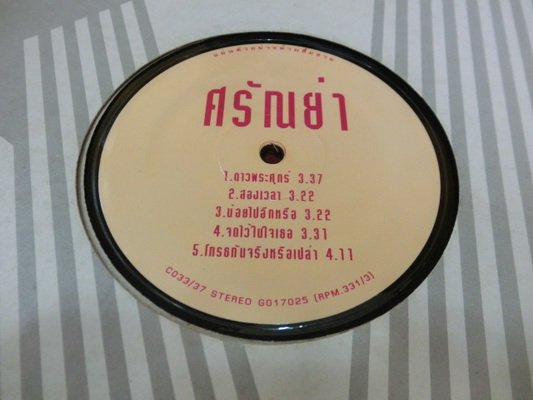 ศรัณย่า
1.ดาวพระศุกร์ 3.37
2.สองเวลา 3.22
3.น้อยไปอีกหรือ 3.22
4.จดไว้ในใจเธอ 3.31
5.โกรธกันจริงหรือเปล่า 4.11
C033/37 STEREO G017025 (RPM.331/3)